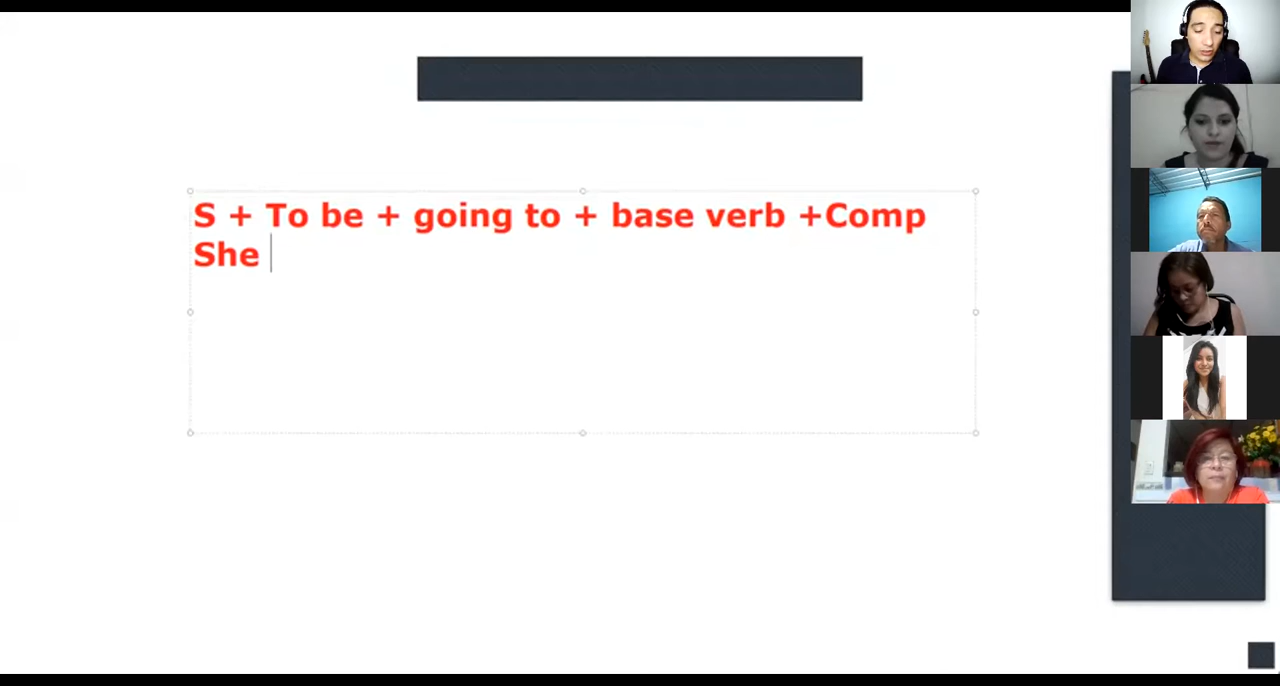 S + To be + going to + base verb +Comp
She